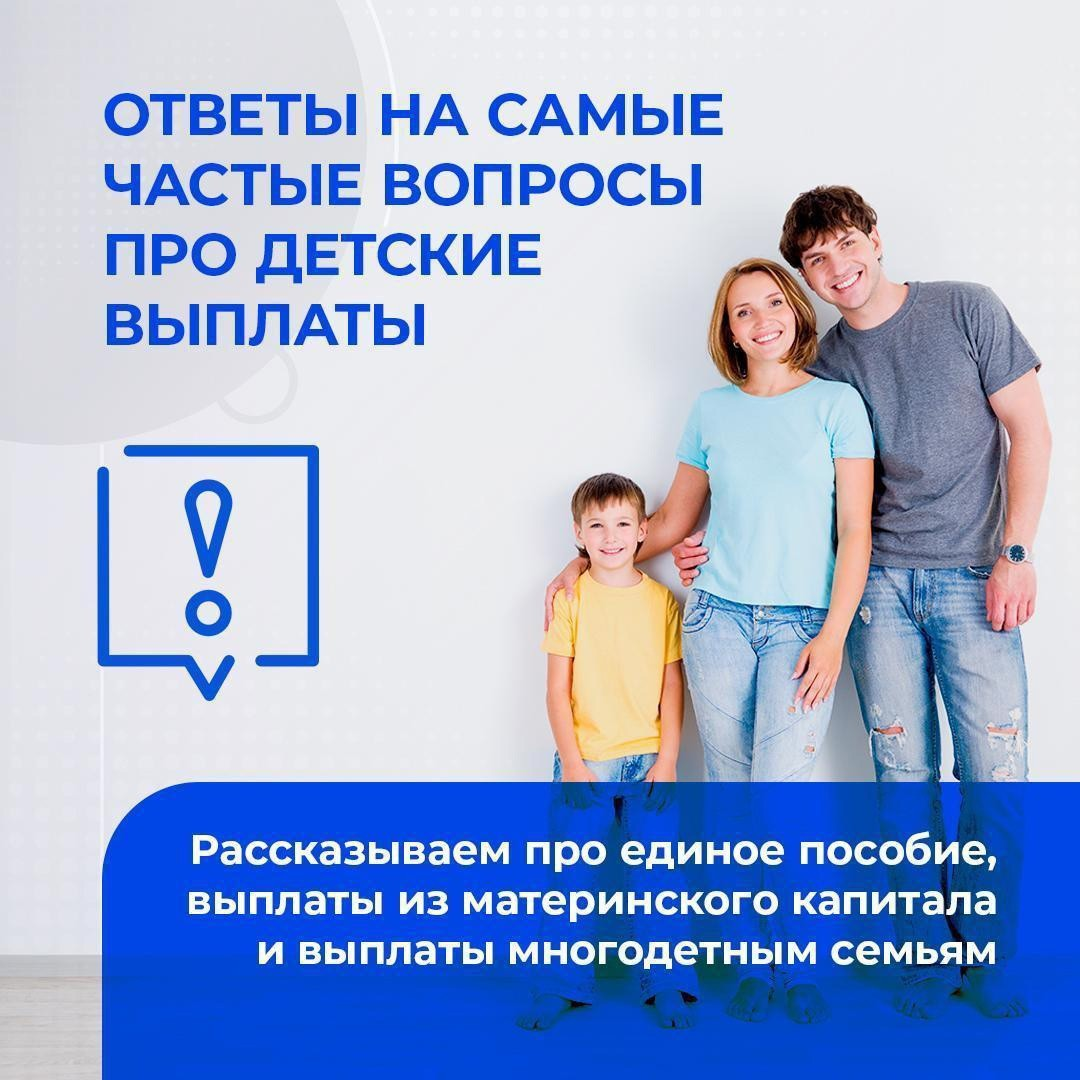 ОТВЕТЫ НА САМЫЕ
ЧАСТЫЕ ВОПРОСЫ
ПРО ДЕТСКИЕ
ВЫПЛАТЫ
Рассказываем про единое пособие,
выплаты из материнского капитала
и выплаты многодетным семьям